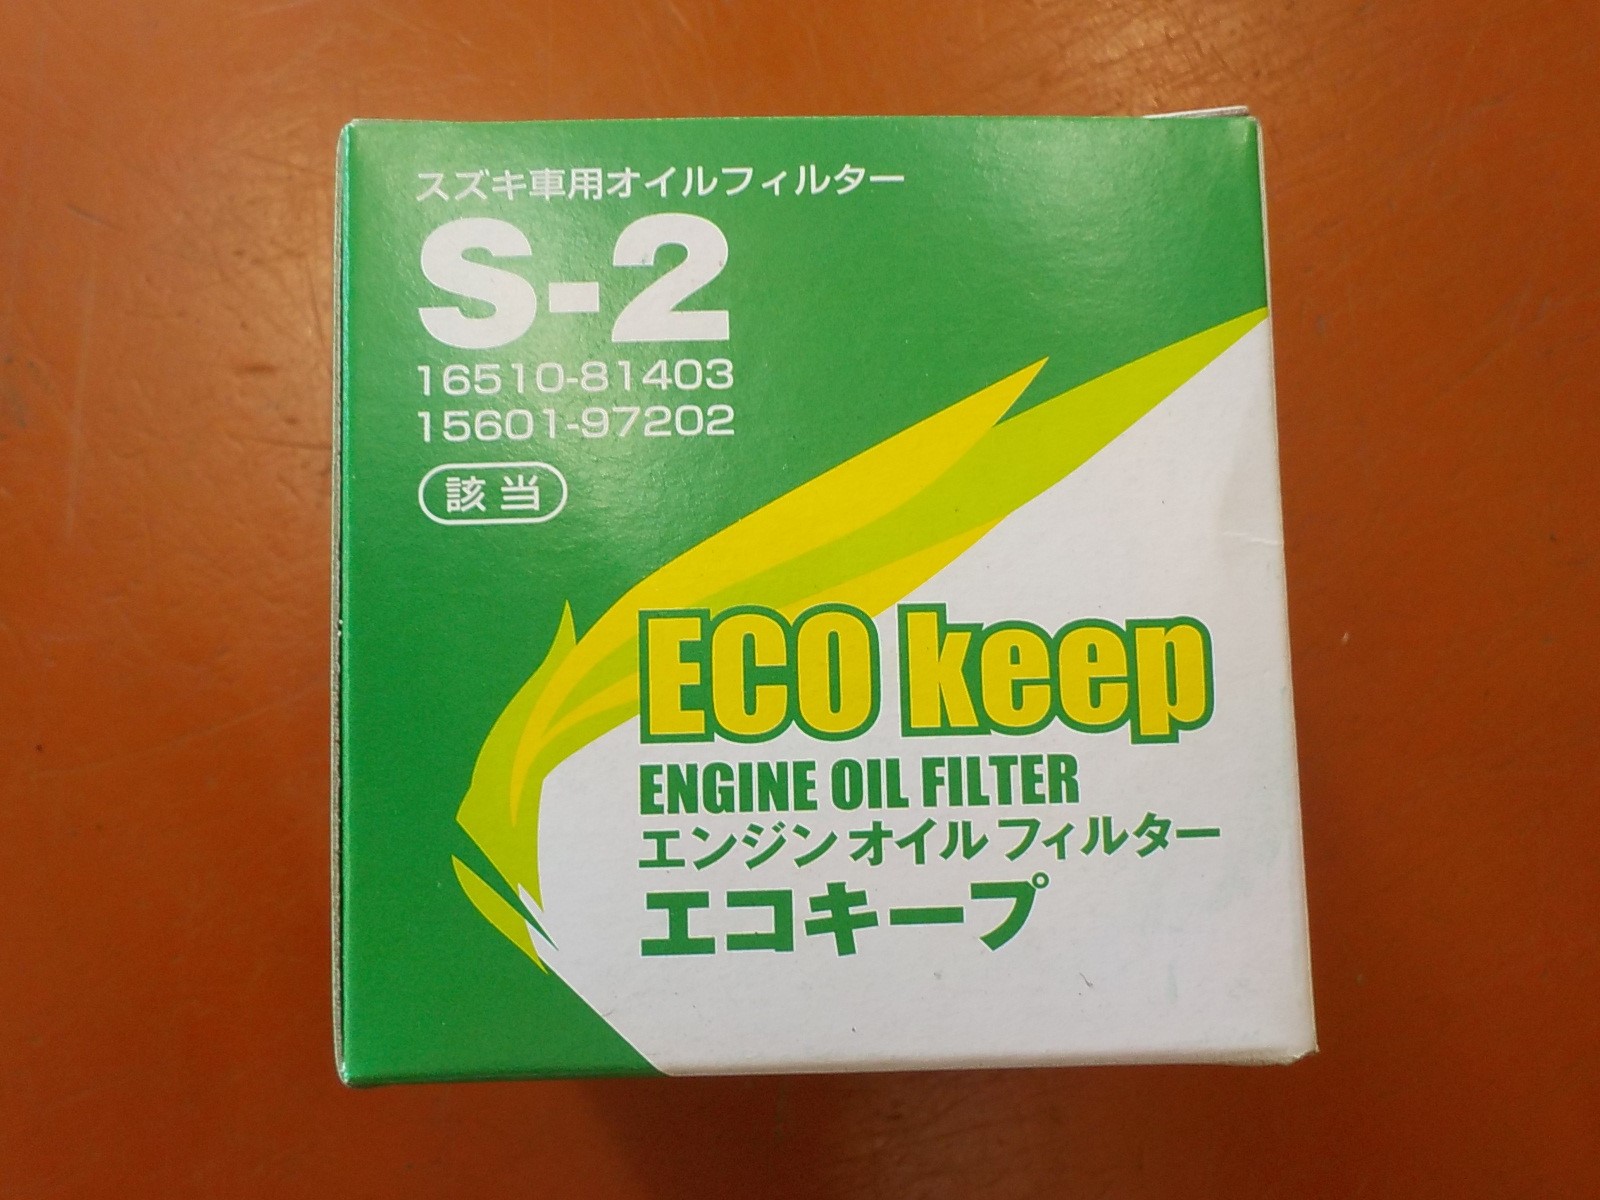 スズキ車用オイルフィルター
S-2
16510-81403
15601-97202
該当
ECO keep
ENGINE OIL FILTER
エンジン オイル フィルター
エコキープ